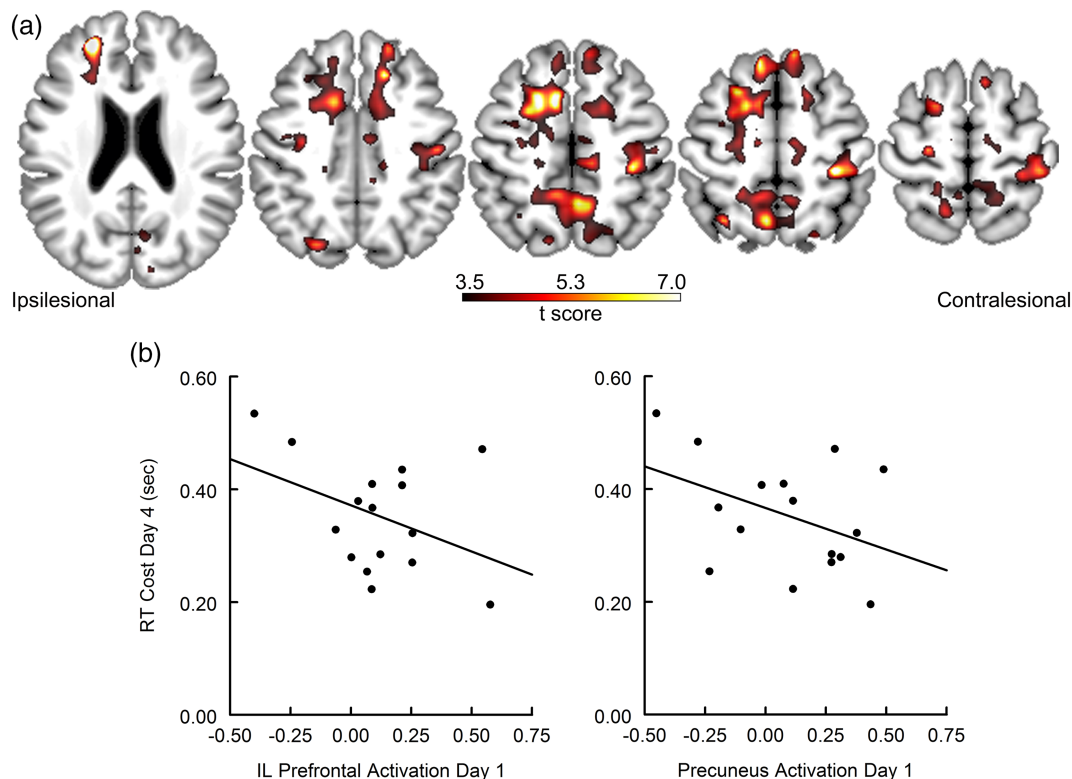 (a)
Ipsilesional
3.5 5.3 7.0
t score
Contralesional
(b)
RT Cost Day 4 (sec)
0.60
0.40
0.20
0.00
-0.50 -0.25 0.00 0.25 0.50 0.75
IL Prefrontal Activation Day 1
0.60
0.40
0.20
0.00
-0.50 -0.25 0.00 0.25 0.50 0.75
Precuneus Activation Day 1